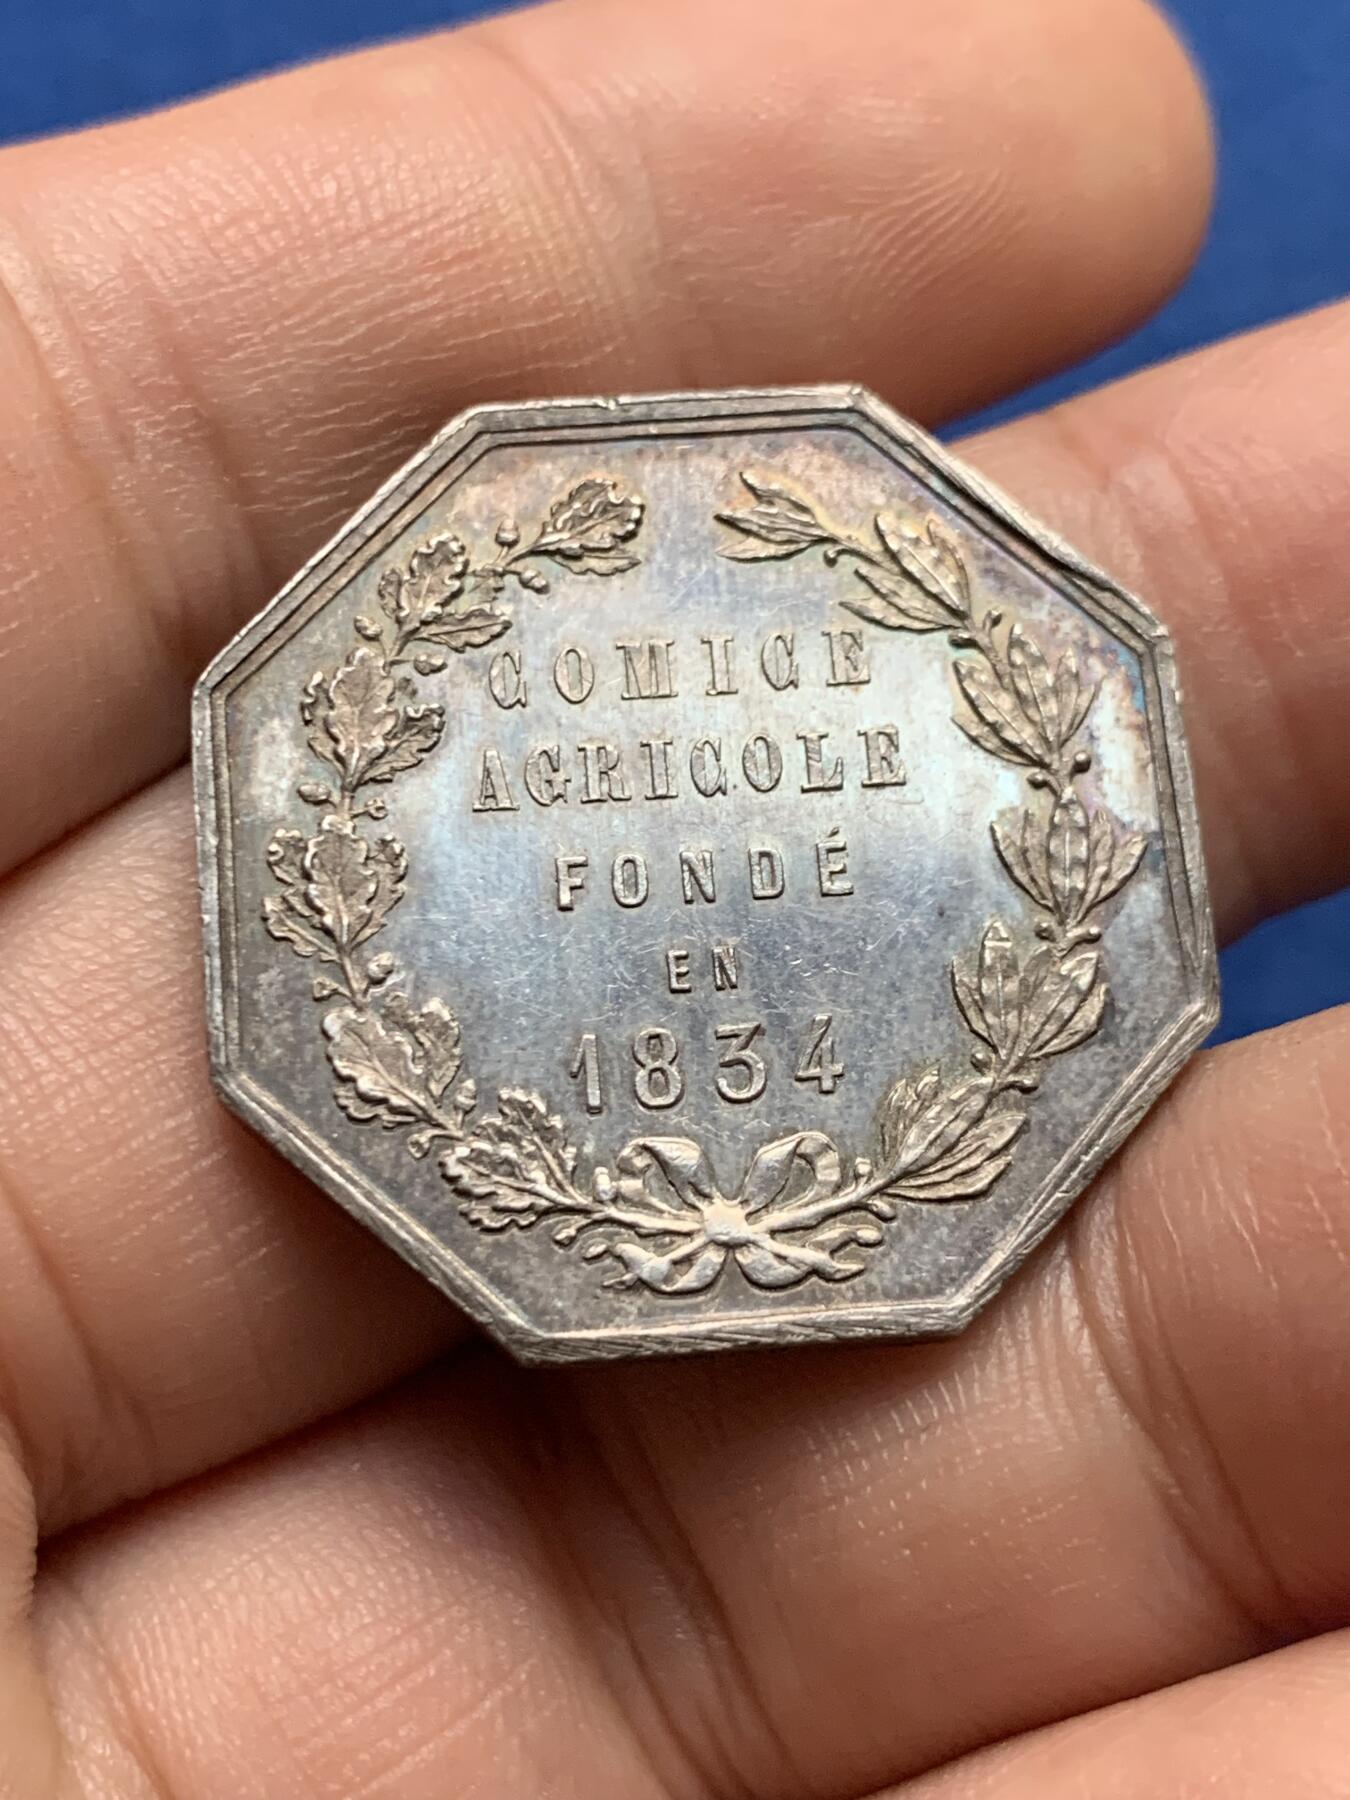 COMICE
AGRICOLE
FONDÉ
EN
1834